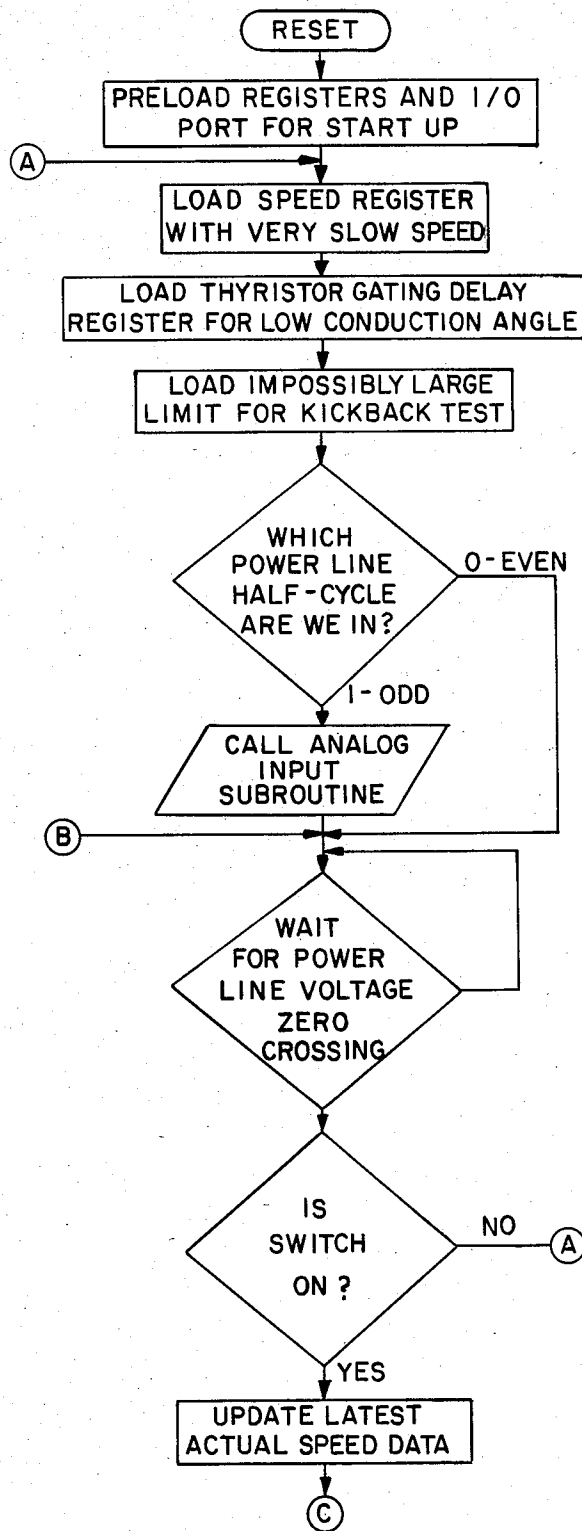 RESET
PRELOAD REGISTERS AND I/O
PORT FOR START UP
A
LOAD SPEED REGISTER
WITH VERY SLOW SPEED
LOAD THYRISTOR GATING DELAY
REGISTER FOR LOW CONDUCTION ANGLE
LOAD IMPOSSIBLY LARGE
LIMIT FOR KICKBACK TEST
WHICH
POWER LINE
HALF-CYCLE
ARE WE IN?
0-EVEN
1-ODD
CALL ANALOG
INPUT
SUBROUTINE
B
WAIT
FOR POWER
LINE VOLTAGE
ZERO
CROSSING
IS
SWITCH
ON ?
NO
A
YES
UPDATE LATEST
ACTUAL SPEED DATA
C